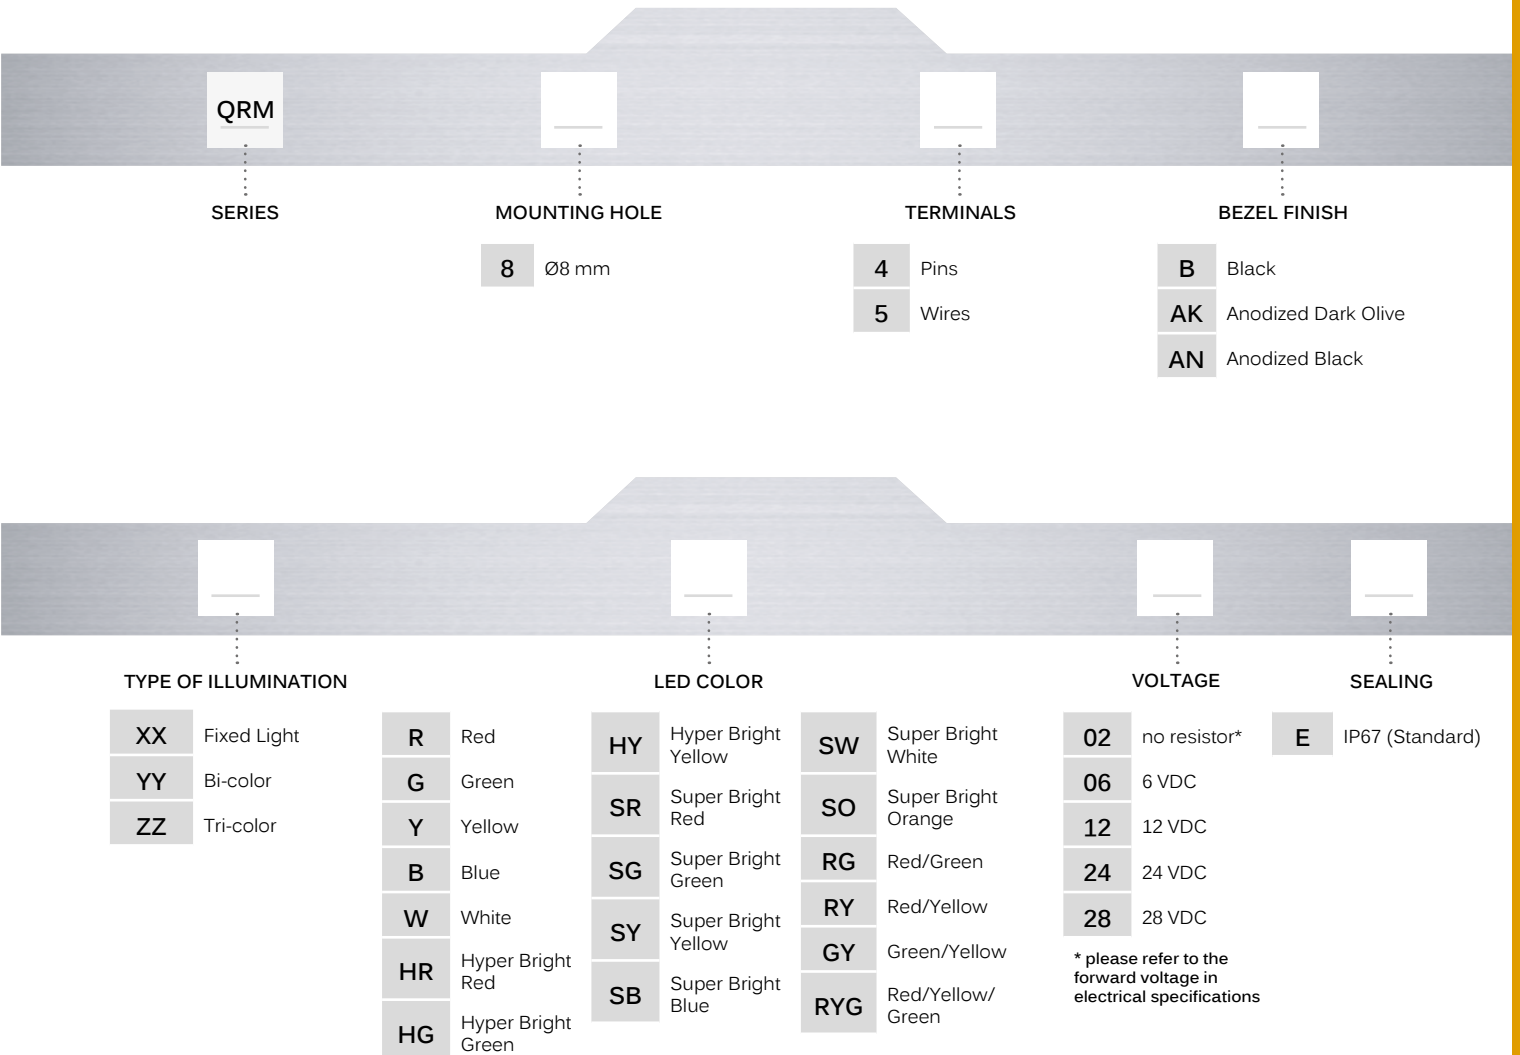 QRM
SERIES
MOUNTING HOLE
8 Ø8 mm
TERMINALS
4 Pins
5 Wires
BEZEL FINISH
B Black
AK Anodized Dark Olive
AN Anodized Black
TYPE OF ILLUMINATION
XX Fixed Light
YY Bi-color
ZZ Tri-color
LED COLOR
R Red
G Green
Y Yellow
B Blue
W White
HR Hyper Bright
Red
HG Hyper Bright
Green
HY Hyper Bright
Yellow
SR Super Bright
Red
SG Super Bright
Green
SY Super Bright
Yellow
SB Super Bright
Blue
SW Super Bright
White
SO Super Bright
Orange
RG Red/Green
RY Red/Yellow
GY Green/Yellow
RYG Red/Yellow/
Green
VOLTAGE
02 no resistor*
06 6 VDC
12 12 VDC
24 24 VDC
28 28 VDC
* please refer to the
forward voltage in
electrical specifications
SEALING
E IP67 (Standard)